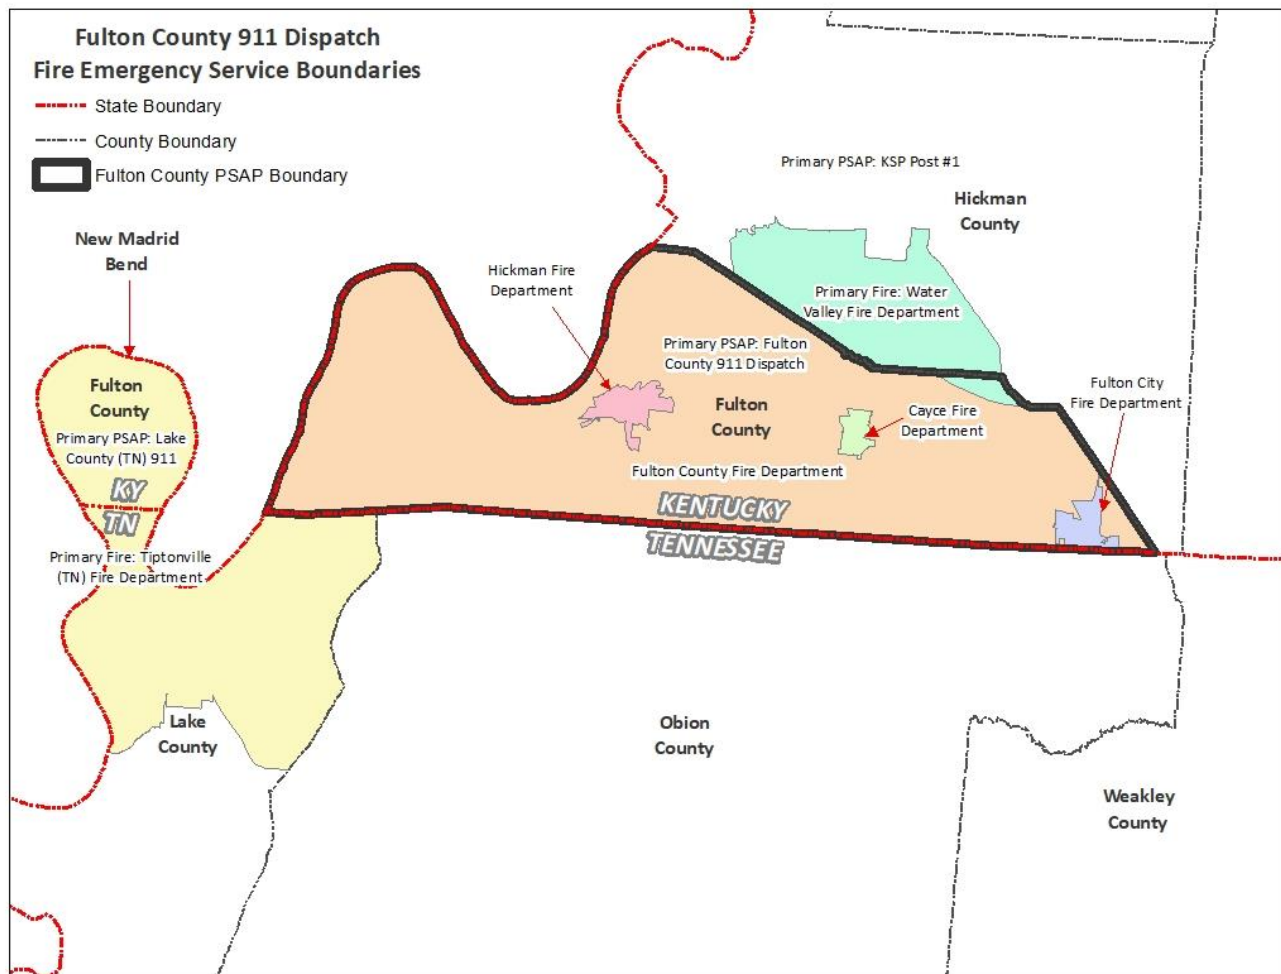 Fulton County 911 Dispatch
Fire Emergency Service Boundaries
State Boundary
County Boundary
Fulton County PSAP Boundary
Primary PSAP: KSP Post #1
Hickman
County
New Madrid
Bend
Hickman Fire
Department
Primary Fire: Water
Valley Fire Department
Primary PSAP: Fulton
County 911 Dispatch
Fulton
County
Primary PSAP: Lake
County (TN) 911
KY
TN
Primary Fire: Tiptonville
(TN) Fire Department
Fulton
County
Cayce Fire
Department
Fulton City
Fire Department
Fulton County Fire Department
KENTUCKY
TENNESSEE
Lake
County
Obion
County
Weakley
County